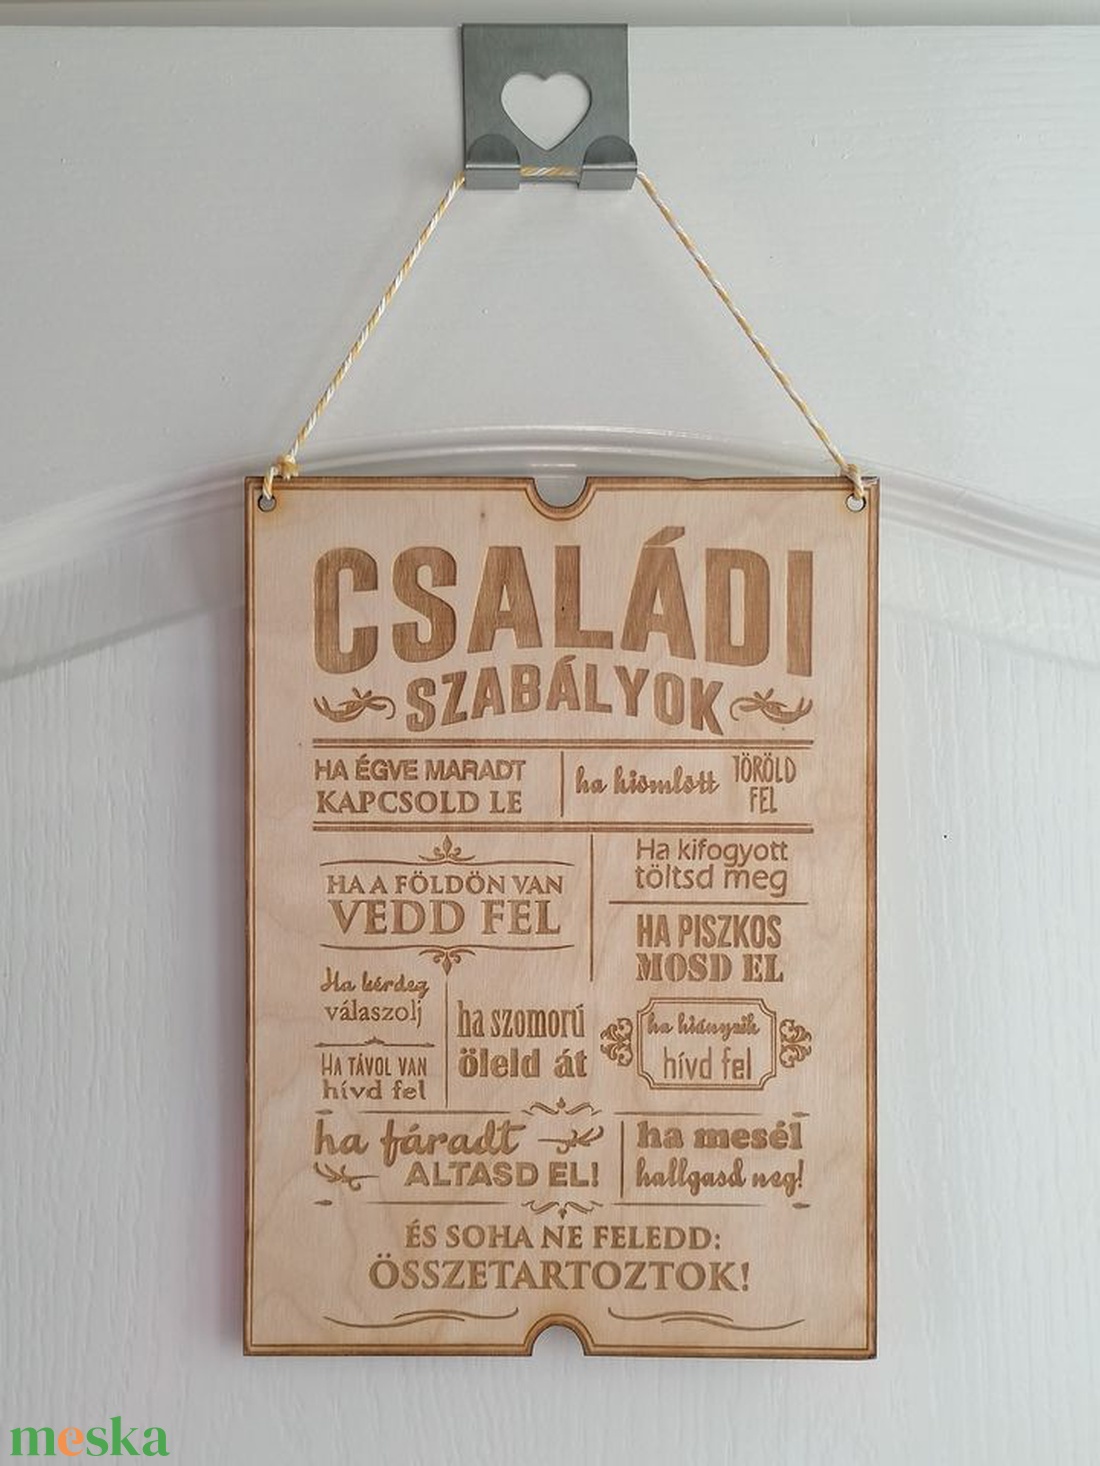 CSALÁDI
SZABÁLYOK
HA ÉGVE MARADT
KAPCSOLD LE
ha kiömlött
TÖRÖLD
FEL
HA A FÖLDÖN VAN
VEDD FEL
Ha kifogyott
töltsd meg
HA PISZKOS
MOSD EL
Ha kérdeg
válaszolj
HA TÁVOL VAN
hívd fel
ha szomorú
öleld át
ha hiányzik
hívd fel
ha fáradt
ALTASD EL!
ha mesél
hallgasd meg!
ÉS SOHA NE FELEDD:
ÖSSZETARTOZTOK!
meska